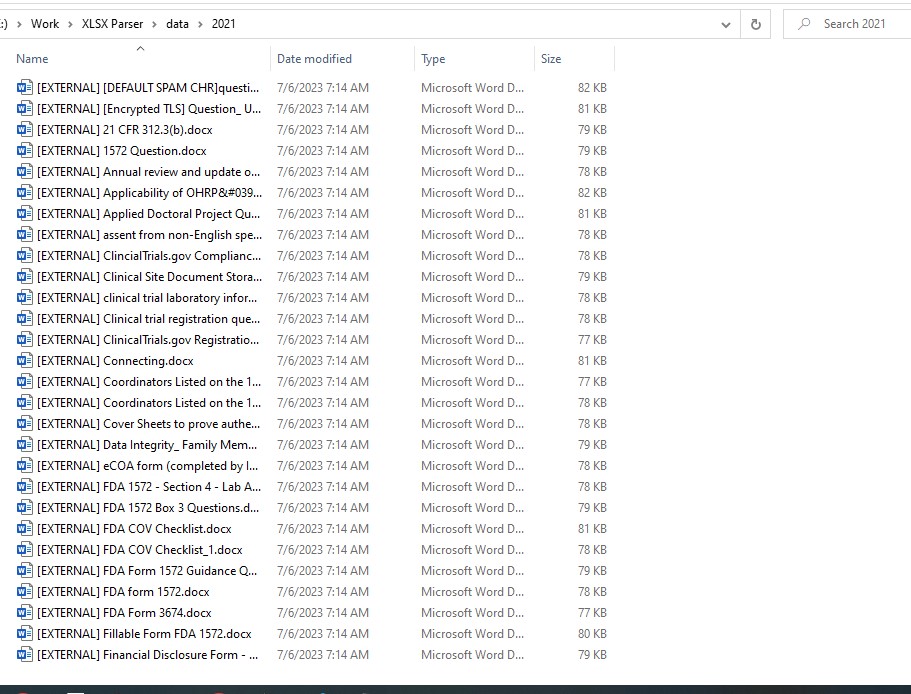 :) > Work > XLSX Parser > data > 2021 Search 2021
Name Date modified Type Size
[EXTERNAL] [DEFAULT SPAM CHR]questi... 7/6/2023 7:14 AM Microsoft Word D... 82 KB
[EXTERNAL] [Encrypted TLS] Question_ U... 7/6/2023 7:14 AM Microsoft Word D... 81 KB
[EXTERNAL] 21 CFR 312.3(b).docx 7/6/2023 7:14 AM Microsoft Word D... 79 KB
[EXTERNAL] 1572 Question.docx 7/6/2023 7:14 AM Microsoft Word D... 79 KB
[EXTERNAL] Annual review and update o... 7/6/2023 7:14 AM Microsoft Word D... 78 KB
[EXTERNAL] Applicability of OHRP&#039... 7/6/2023 7:14 AM Microsoft Word D... 82 KB
[EXTERNAL] Applied Doctoral Project Qu... 7/6/2023 7:14 AM Microsoft Word D... 81 KB
[EXTERNAL] assent from non-English spe... 7/6/2023 7:14 AM Microsoft Word D... 78 KB
[EXTERNAL] ClincialTrials.gov Complianc... 7/6/2023 7:14 AM Microsoft Word D... 78 KB
[EXTERNAL] Clinical Site Document Stora... 7/6/2023 7:14 AM Microsoft Word D... 79 KB
[EXTERNAL] clinical trial laboratory infor... 7/6/2023 7:14 AM Microsoft Word D... 78 KB
[EXTERNAL] Clinical trial registration que... 7/6/2023 7:14 AM Microsoft Word D... 78 KB
[EXTERNAL] ClinicalTrials.gov Registratio... 7/6/2023 7:14 AM Microsoft Word D... 77 KB
[EXTERNAL] Connecting.docx 7/6/2023 7:14 AM Microsoft Word D... 81 KB
[EXTERNAL] Coordinators Listed on the 1... 7/6/2023 7:14 AM Microsoft Word D... 77 KB
[EXTERNAL] Coordinators Listed on the 1... 7/6/2023 7:14 AM Microsoft Word D... 78 KB
[EXTERNAL] Cover Sheets to prove authe... 7/6/2023 7:14 AM Microsoft Word D... 78 KB
[EXTERNAL] Data Integrity_ Family Mem... 7/6/2023 7:14 AM Microsoft Word D... 79 KB
[EXTERNAL] eCOA form (completed by I... 7/6/2023 7:14 AM Microsoft Word D... 78 KB
[EXTERNAL] FDA 1572 - Section 4 - Lab A... 7/6/2023 7:14 AM Microsoft Word D... 78 KB
[EXTERNAL] FDA 1572 Box 3 Questions.d... 7/6/2023 7:14 AM Microsoft Word D... 79 KB
[EXTERNAL] FDA COV Checklist.docx 7/6/2023 7:14 AM Microsoft Word D... 81 KB
[EXTERNAL] FDA COV Checklist_1.docx 7/6/2023 7:14 AM Microsoft Word D... 78 KB
[EXTERNAL] FDA Form 1572 Guidance Q... 7/6/2023 7:14 AM Microsoft Word D... 79 KB
[EXTERNAL] FDA form 1572.docx 7/6/2023 7:14 AM Microsoft Word D... 78 KB
[EXTERNAL] FDA Form 3674.docx 7/6/2023 7:14 AM Microsoft Word D... 77 KB
[EXTERNAL] Fillable Form FDA 1572.docx 7/6/2023 7:14 AM Microsoft Word D... 80 KB
[EXTERNAL] Financial Disclosure Form - ... 7/6/2023 7:14 AM Microsoft Word D... 79 KB